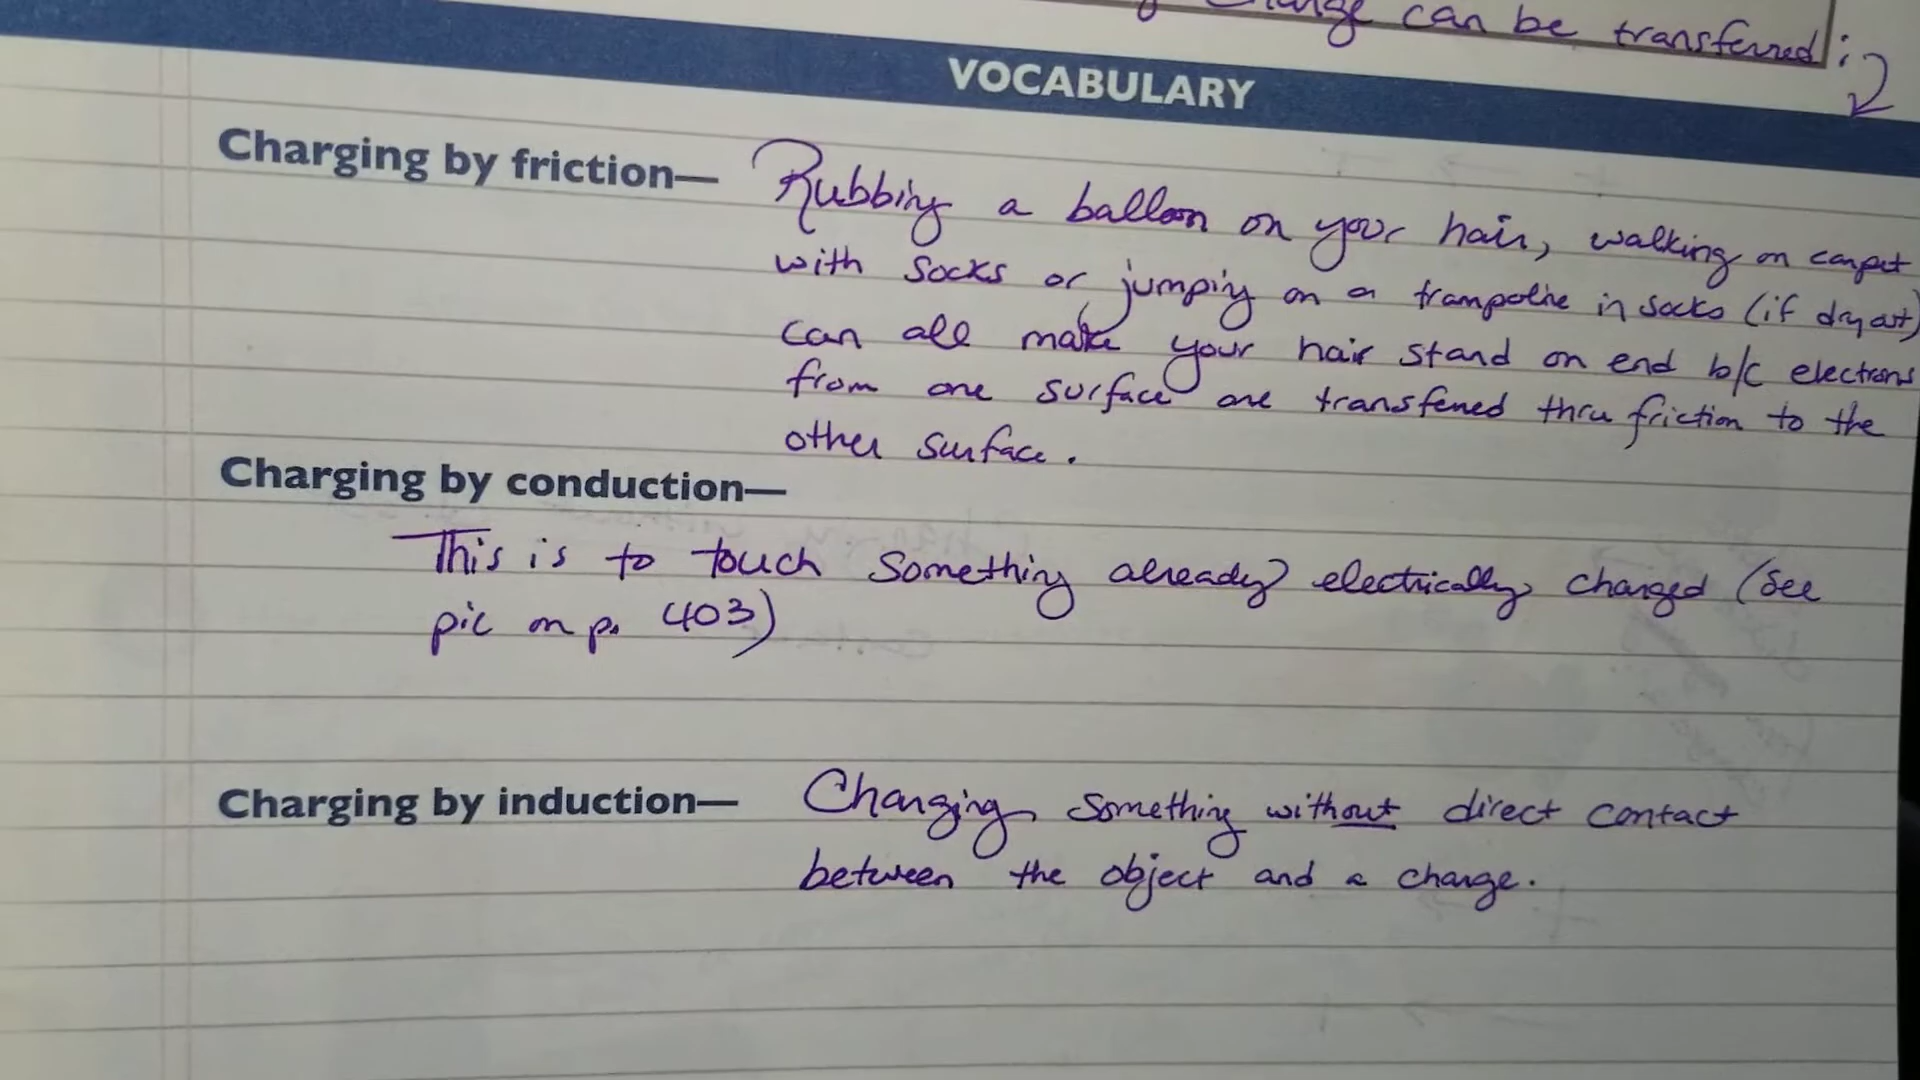 charge can be transferred:
VOCABULARY
Charging by friction— Rubbing a balloon on your hair, walking on carpet
with socks or jumping on a trampoline in socks (if dry out)
can all make your hair stand on end b/c electrons
from one surface are transferred thru friction to the
other surface.
Charging by conduction—
This is to touch something already electrically charged (see
pic on p. 403)
Charging by induction— Charging something without direct contact
between the object and a charge.